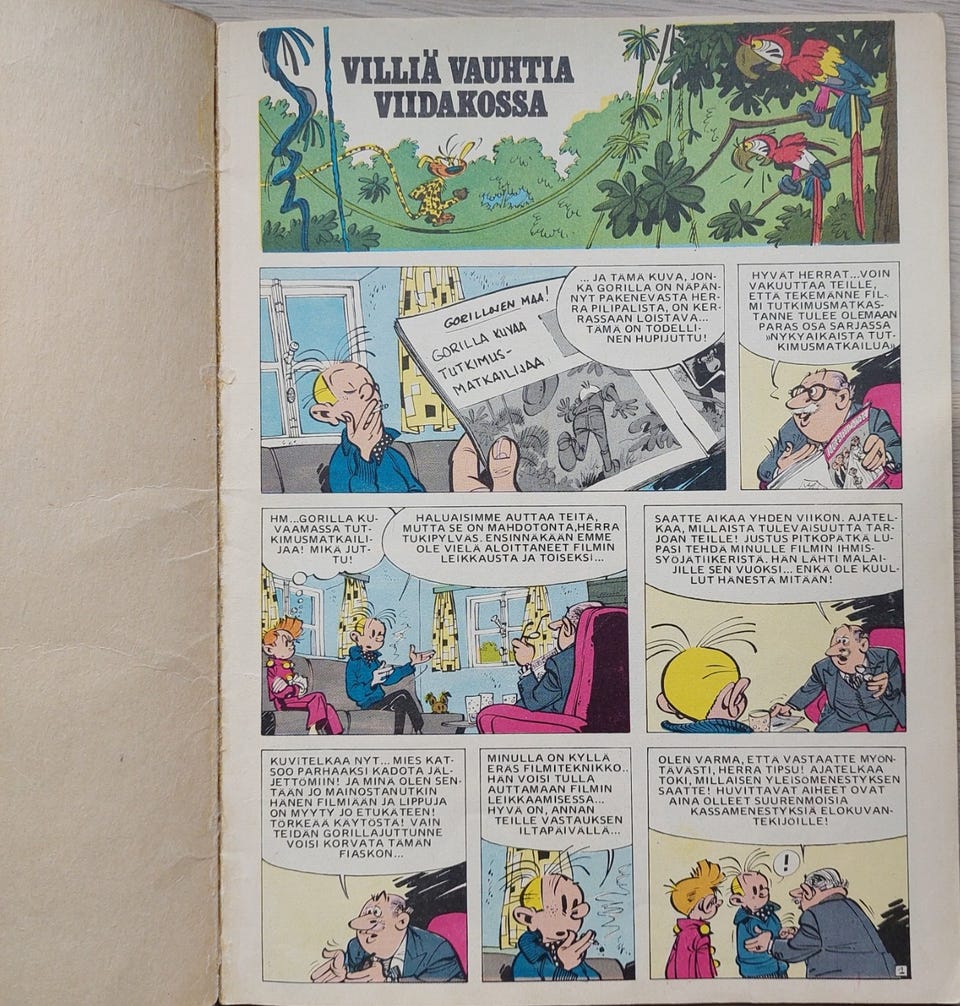 VILLIÄ VAUHTIA
VIIDAKOSSA
GORILLOJEN MAA!
GORILLA KUVAA
TUTKIMUS-
MATKAILIJAA
... JA TÄMÄ KUVA, JON-
KA GORILLA ON NÄPÄN-
NYT PAKENEVASTA HER-
RA PILIPALISTA, ON KER-
RASSAAN LOISTAVA...
TÄMÄ ON TODELLI-
NEN HUPIJUTTU!
HYVÄT HERRAT...VOIN
VAKUUTTAA TEILLE,
ETTÄ TEKEMÄNNE FIL-
MI TUTKIMUSMATKAS-
TANNE TULEE OLEMAAN
PARAS OSA SARJASSA
»NYKYAIKAISTA TUT-
KIMUSMATKAILUA».
HM...GORILLA KU-
VAAMASSA TUT-
KIMUSMATKAILI-
JAA! MIKÄ JUT-
TU!
HALUAISIMME AUTTAA TEITÄ,
MUTTA SE ON MAHDOTONTA, HERRA
TUKIPYLVÄS. ENSINNÄKÄÄN EMME
OLE VIELÄ ALOITTANEET FILMIN
LEIKKAUSTA JA TOISEKSI...
SAATTE AIKAA YHDEN VIIKON. AJATEL-
KAA, MILLAISTA TULEVAISUUTTA TAR-
JOAN TEILLE! JUSTUS PITKOPÄTKÄ LU-
PASI TEHDÄ MINULLE FILMIN IHMIS-
SYÖJÄTIIKERISTÄ. HÄN LÄHTI MALAI-
JILLE SEN VUOKSI... ENKÄ OLE KUUL-
LUT HÄNESTÄ MITÄÄN!
KUVITELKAA NYT... MIES KAT-
SOO PARHAAKSI KADOTA JÄL-
JETTÖMIIN! JA MINÄ OLEN SEN-
TÄÄN JO MAINOSTANUTKIN
HÄNEN FILMIÄÄN JA LIPPUJA
ON MYYTY JO ETUKÄTEEN!
TÖRKEÄÄ KÄYTÖSTÄ! VAIN
TEIDÄN GORILLAJUTTUNNE
VOISI KORVATA TÄMÄN
FIASKON...
MINULLA ON KYLLÄ
ERÄS FILMITEKNIKKO..
HÄN VOISI TULLA
AUTTAMAAN FILMIN
LEIKKAAMISESSA...
HYVÄ ON, ANNAN
TEILLE VASTAUKSEN
ILTAPÄIVÄLLÄ...
OLEN VARMA, ETTÄ VASTAATTE MYÖN-
TÄVÄSTI, HERRA TIPSU! AJATELKAA
TOKI, MILLAISEN YLEISÖMENESTYKSEN
SAATTE! HUVITTAVAT AIHEET OVAT
AINA OLLEET SUURENMOISIA
KASSAMENESTYKSIÄ ELOKUVAN-
TEKIJÖILLE!
!
1